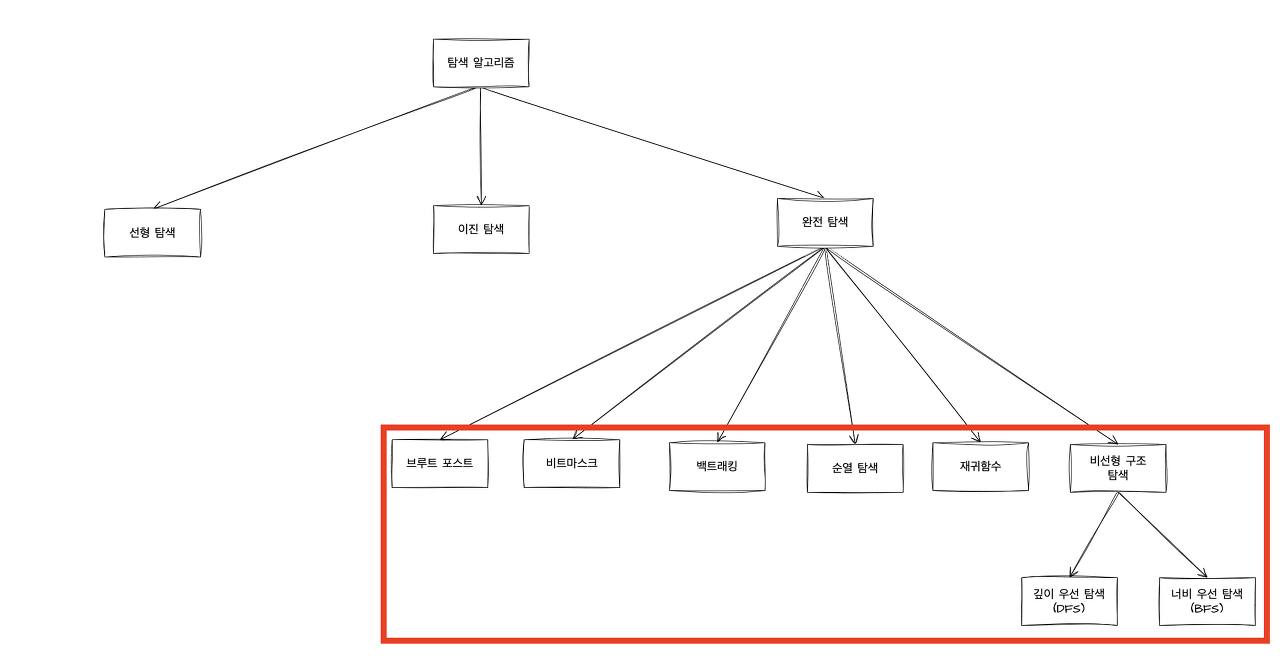 탐색 알고리즘
선형 탐색
이진 탐색
완전 탐색
브루트 포스트
비트마스크
백트래킹
순열 탐색
재귀함수
비선형 구조
탐색
깊이 우선 탐색
(DFS)
너비 우선 탐색
(BFS)